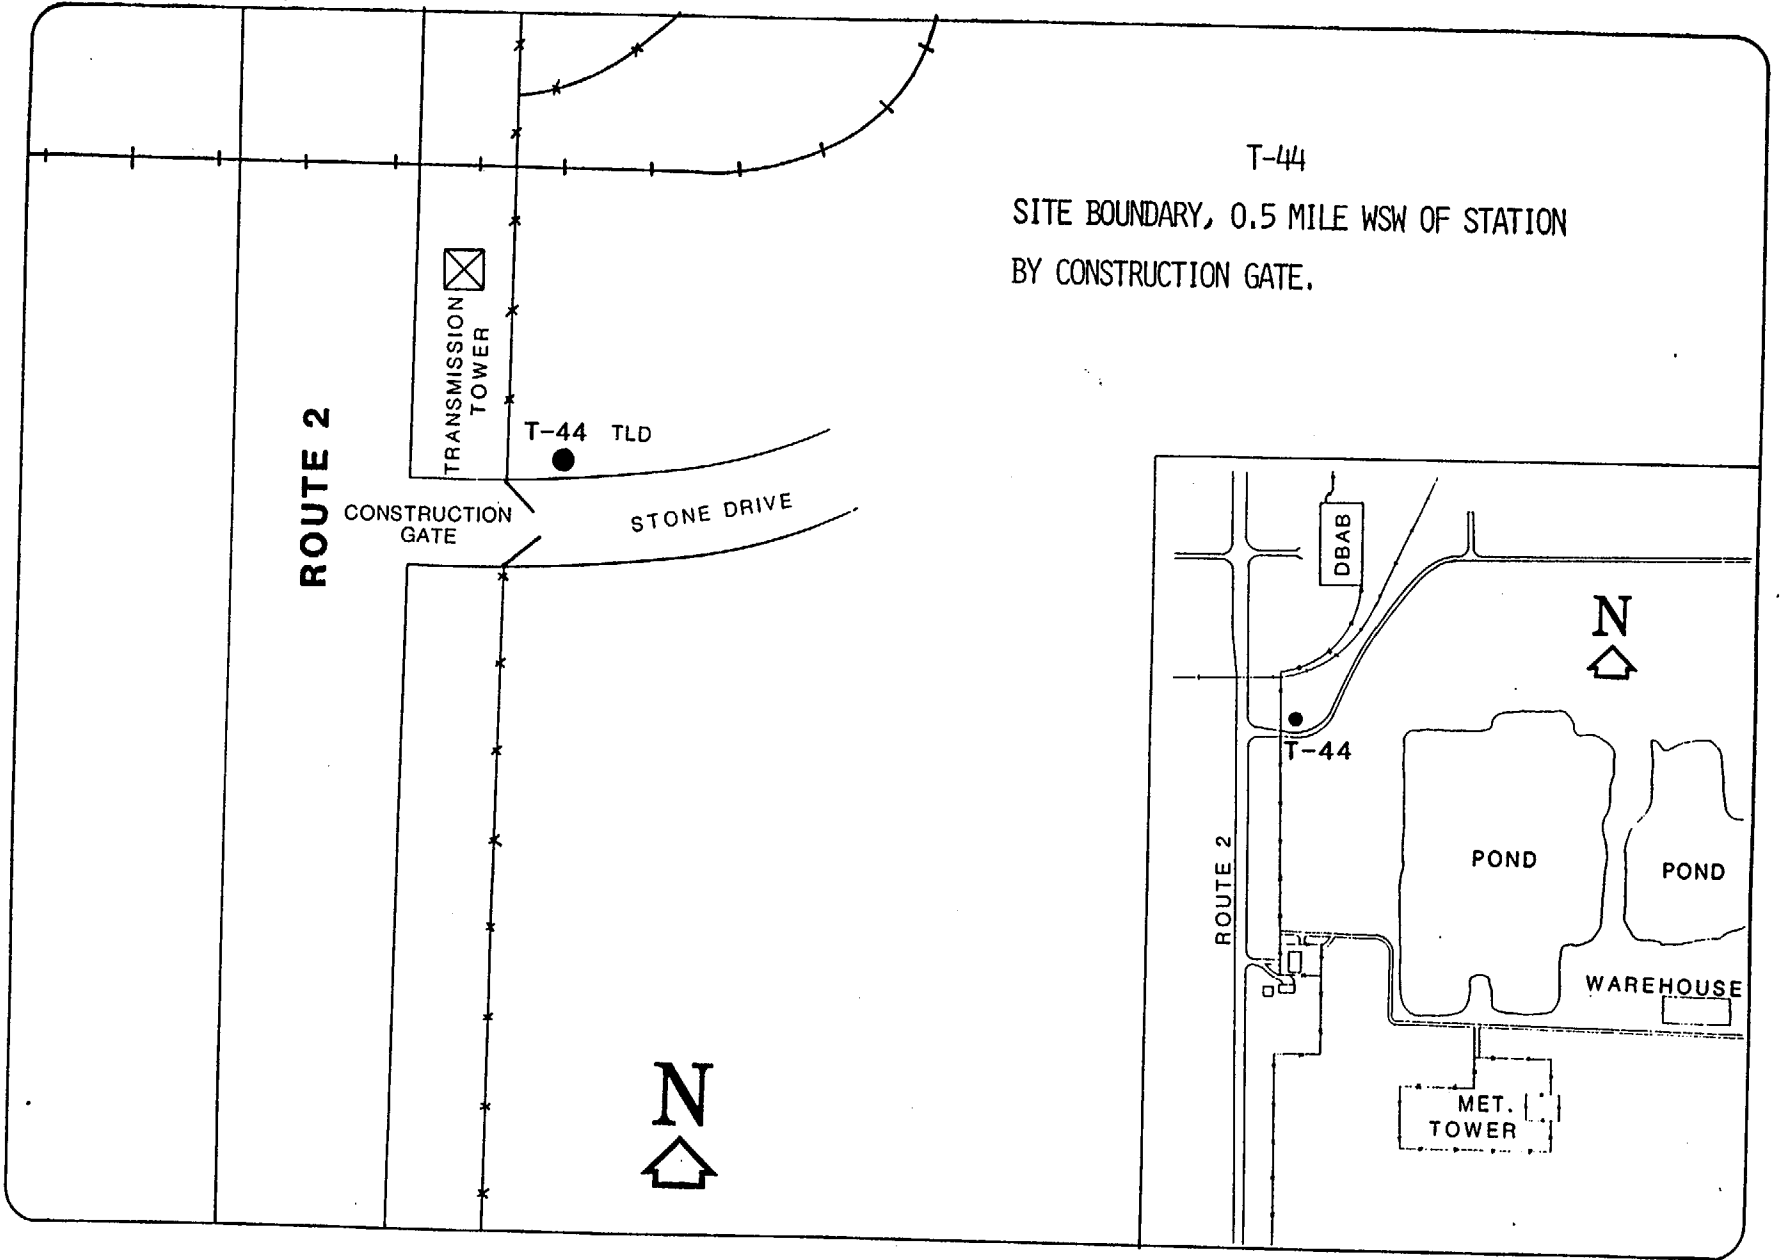 T-44
SITE BOUNDARY, 0.5 MILE WSW OF STATION
BY CONSTRUCTION GATE.
TRANSMISSION
TOWER
ROUTE 2
T-44 TLD
CONSTRUCTION
GATE
STONE DRIVE
N
DBAB
N
T-44
ROUTE 2
POND
POND
WAREHOUSE
MET.
TOWER